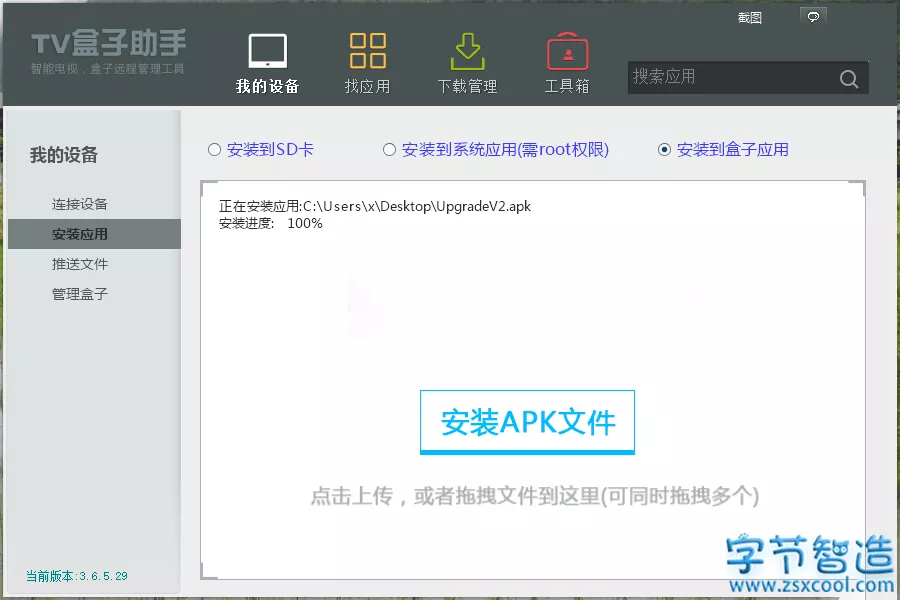 截图
TV盒子助手
智能电视，盒子远程管理工具
我的设备
找应用
下载管理
工具箱
搜索应用
我的设备
连接设备
安装应用
推送文件
管理盒子
当前版本:3.6.5.29
安装到SD卡
安装到系统应用(需root权限)
安装到盒子应用
正在安装应用:C:\Users\x\Desktop\UpgradeV2.apk
安装进度: 100%
安装APK文件
点击上传，或者拖拽文件到这里(可同时拖拽多个)
字节智造
www.zsxcool.com